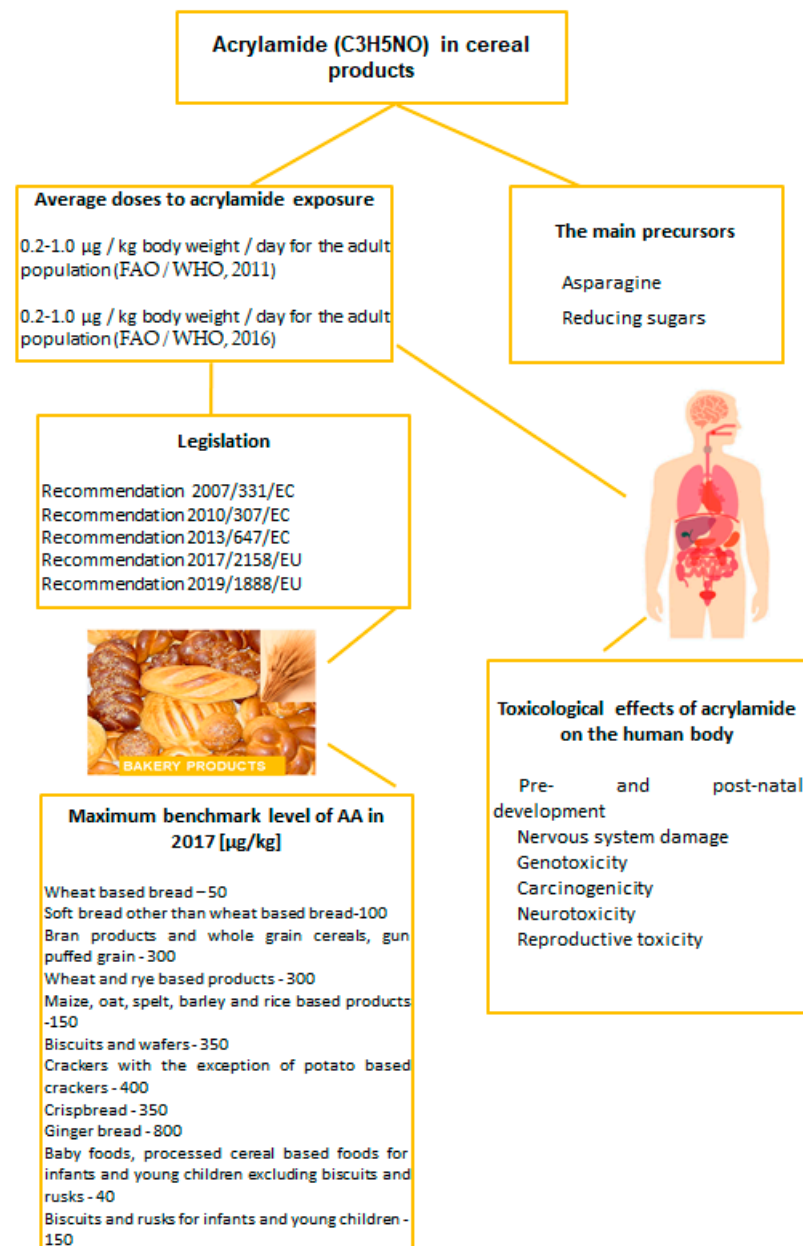 Acrylamide (C3H5NO) in cereal
products
Average doses to acrylamide exposure
0.2-1.0 µg / kg body weight / day for the adult
population (FAO / WHO, 2011)
0.2-1.0 µg / kg body weight / day for the adult
population (FAO / WHO, 2016)
The main precursors
Asparagine
Reducing sugars
Legislation
Recommendation 2007/331/EC
Recommendation 2010/307/EC
Recommendation 2013/647/EC
Recommendation 2017/2158/EU
Recommendation 2019/1888/EU
BAKERY PRODUCTS
Toxicological effects of acrylamide
on the human body
Pre- and post-natal
development
Nervous system damage
Genotoxicity
Carcinogenicity
Neurotoxicity
Reproductive toxicity
Maximum benchmark level of AA in
2017 [µg/kg]
Wheat based bread – 50
Soft bread other than wheat based bread-100
Bran products and whole grain cereals, gun
puffed grain - 300
Wheat and rye based products - 300
Maize, oat, spelt, barley and rice based products
-150
Biscuits and wafers - 350
Crackers with the exception of potato based
crackers - 400
Crispbread - 350
Ginger bread - 800
Baby foods, processed cereal based foods for
infants and young children excluding biscuits and
rusks - 40
Biscuits and rusks for infants and young children -
150